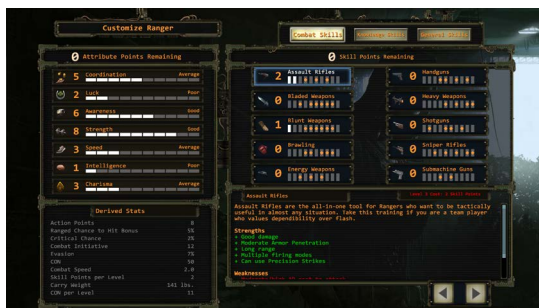 Customize Ranger
Combat Skills
Knowledge Skills
General Skills
0 Attribute Points Remaining
5 Coordination Average
2 Luck Poor
6 Awareness Good
8 Strength Good
3 Speed Average
1 Intelligence Poor
3 Charisma Average
Derived Stats
Action Points 8
Ranged Chance to Hit Bonus 5%
Critical Chance 2%
Combat Initiative 12
Evasion 7%
CON 50
Combat Speed 2.0
Skill Points per Level 2
Carry Weight 141 lbs.
CON per Level 11
0 Skill Points Remaining
2 Assault Rifles
0 Handguns
0 Bladed Weapons
0 Heavy Weapons
1 Blunt Weapons
0 Shotguns
0 Brawling
0 Sniper Rifles
0 Energy Weapons
0 Submachine Guns
Assault Rifles
Assault Rifles are the all-in-one tool for Rangers who want to be tactically
useful in almost any situation. Take this training if you are a team player
who values dependability over flash.
Strengths
+ Good damage
+ Moderate Armor Penetration
+ Long range
+ Multiple firing modes
+ Can use Precision Strikes
Weaknesses